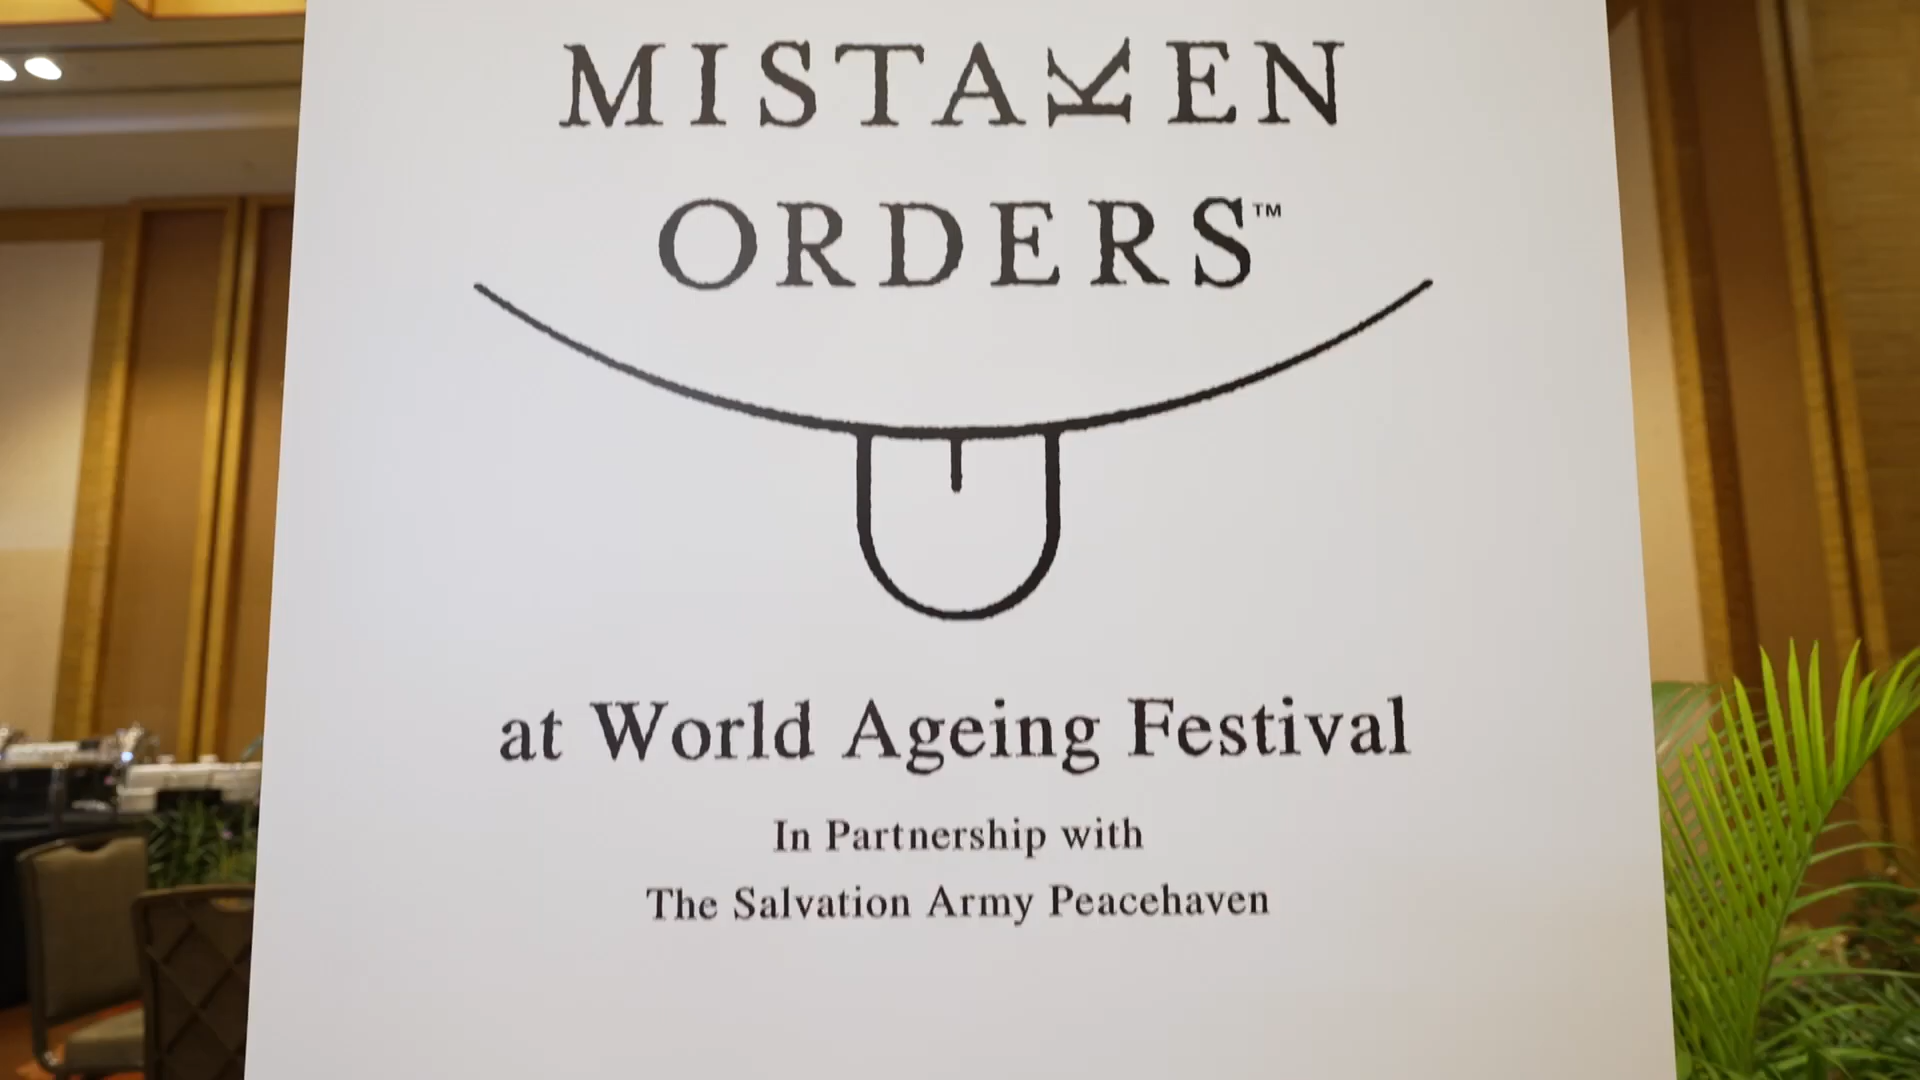 MISTAKEN
ORDERS™
at World Ageing Festival
In Partnership with
The Salvation Army Peacehaven